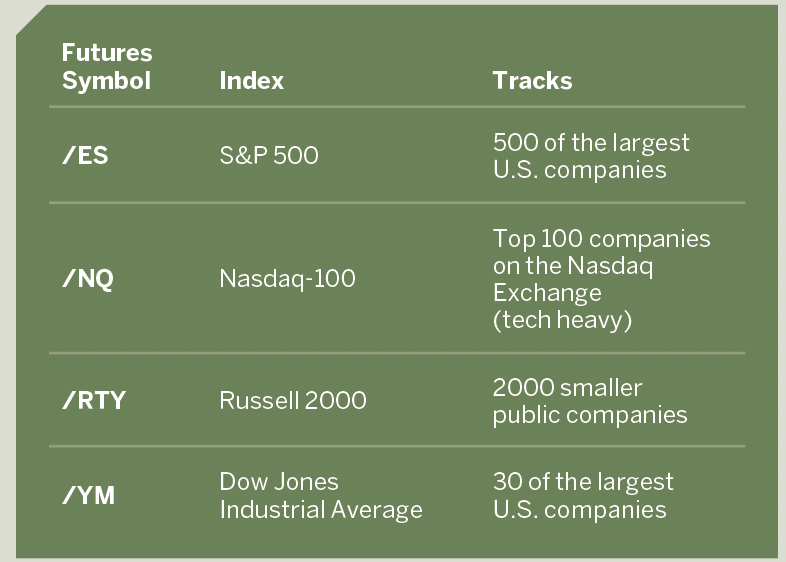 Futures
Symbol
Index
Tracks
/ES
S&P 500
500 of the largest
U.S. companies
/NQ
Nasdaq-100
Top 100 companies
on the Nasdaq
Exchange
(tech heavy)
/RTY
Russell 2000
2000 smaller
public companies
/YM
Dow Jones
Industrial Average
30 of the largest
U.S. companies